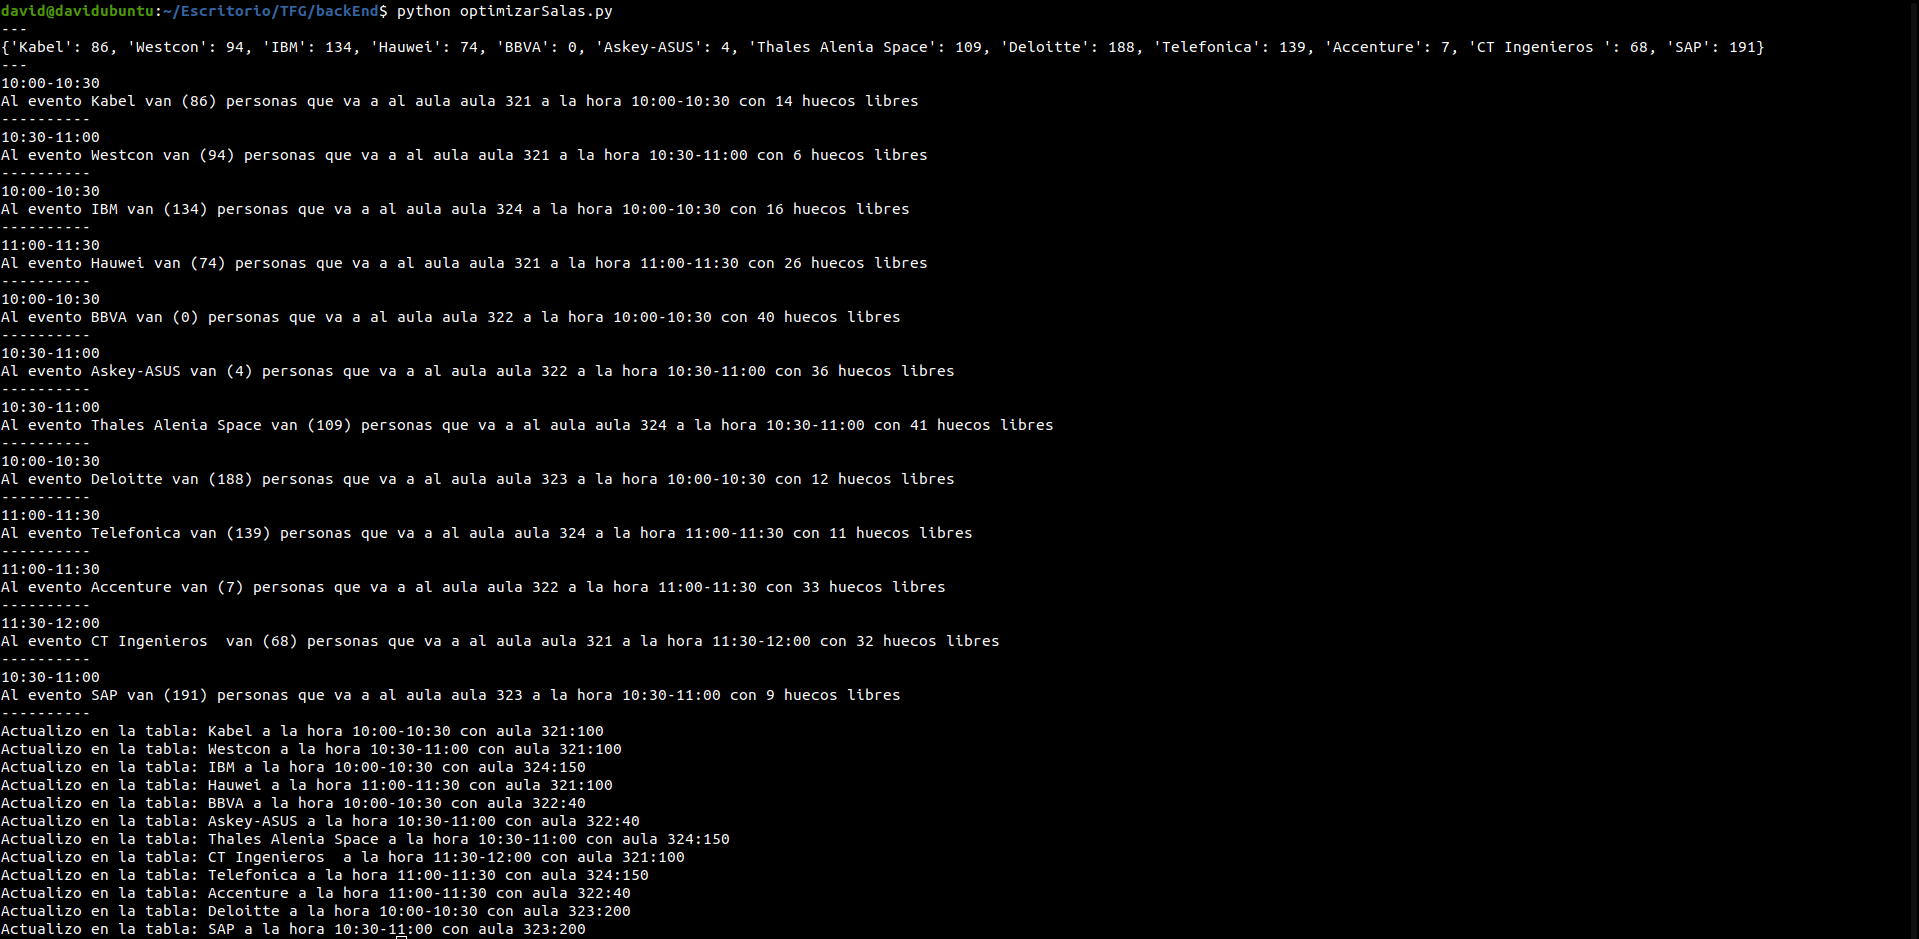 david@davidubuntu:~/Escritorio/TFG/backEnd$ python optimizarSalas.py
---
{'Kabel': 86, 'Westcon': 94, 'IBM': 134, 'Hauwei': 74, 'BBVA': 0, 'Askey-ASUS': 4, 'Thales Alenia Space': 109, 'Deloitte': 188, 'Telefonica': 139, 'Accenture': 7, 'CT Ingenieros ': 68, 'SAP': 191}
---
10:00-10:30
Al evento Kabel van (86) personas que va a al aula aula 321 a la hora 10:00-10:30 con 14 huecos libres
----------
10:30-11:00
Al evento Westcon van (94) personas que va a al aula aula 321 a la hora 10:30-11:00 con 6 huecos libres
----------
10:00-10:30
Al evento IBM van (134) personas que va a al aula aula 324 a la hora 10:00-10:30 con 16 huecos libres
----------
11:00-11:30
Al evento Hauwei van (74) personas que va a al aula aula 321 a la hora 11:00-11:30 con 26 huecos libres
----------
10:00-10:30
Al evento BBVA van (0) personas que va a al aula aula 322 a la hora 10:00-10:30 con 40 huecos libres
----------
10:30-11:00
Al evento Askey-ASUS van (4) personas que va a al aula aula 322 a la hora 10:30-11:00 con 36 huecos libres
----------
10:30-11:00
Al evento Thales Alenia Space van (109) personas que va a al aula aula 324 a la hora 10:30-11:00 con 41 huecos libres
----------
10:00-10:30
Al evento Deloitte van (188) personas que va a al aula aula 323 a la hora 10:00-10:30 con 12 huecos libres
----------
11:00-11:30
Al evento Telefonica van (139) personas que va a al aula aula 324 a la hora 11:00-11:30 con 11 huecos libres
----------
11:00-11:30
Al evento Accenture van (7) personas que va a al aula aula 322 a la hora 11:00-11:30 con 33 huecos libres
----------
11:30-12:00
Al evento CT Ingenieros  van (68) personas que va a al aula aula 321 a la hora 11:30-12:00 con 32 huecos libres
----------
10:30-11:00
Al evento SAP van (191) personas que va a al aula aula 323 a la hora 10:30-11:00 con 9 huecos libres
----------
Actualizo en la tabla: Kabel a la hora 10:00-10:30 con aula 321:100
Actualizo en la tabla: Westcon a la hora 10:30-11:00 con aula 321:100
Actualizo en la tabla: IBM a la hora 10:00-10:30 con aula 324:150
Actualizo en la tabla: Hauwei a la hora 11:00-11:30 con aula 321:100
Actualizo en la tabla: BBVA a la hora 10:00-10:30 con aula 322:40
Actualizo en la tabla: Askey-ASUS a la hora 10:30-11:00 con aula 322:40
Actualizo en la tabla: Thales Alenia Space a la hora 10:30-11:00 con aula 324:150
Actualizo en la tabla: CT Ingenieros  a la hora 11:30-12:00 con aula 321:100
Actualizo en la tabla: Telefonica a la hora 11:00-11:30 con aula 324:150
Actualizo en la tabla: Accenture a la hora 11:00-11:30 con aula 322:40
Actualizo en la tabla: Deloitte a la hora 10:00-10:30 con aula 323:200
Actualizo en la tabla: SAP a la hora 10:30-11:00 con aula 323:200